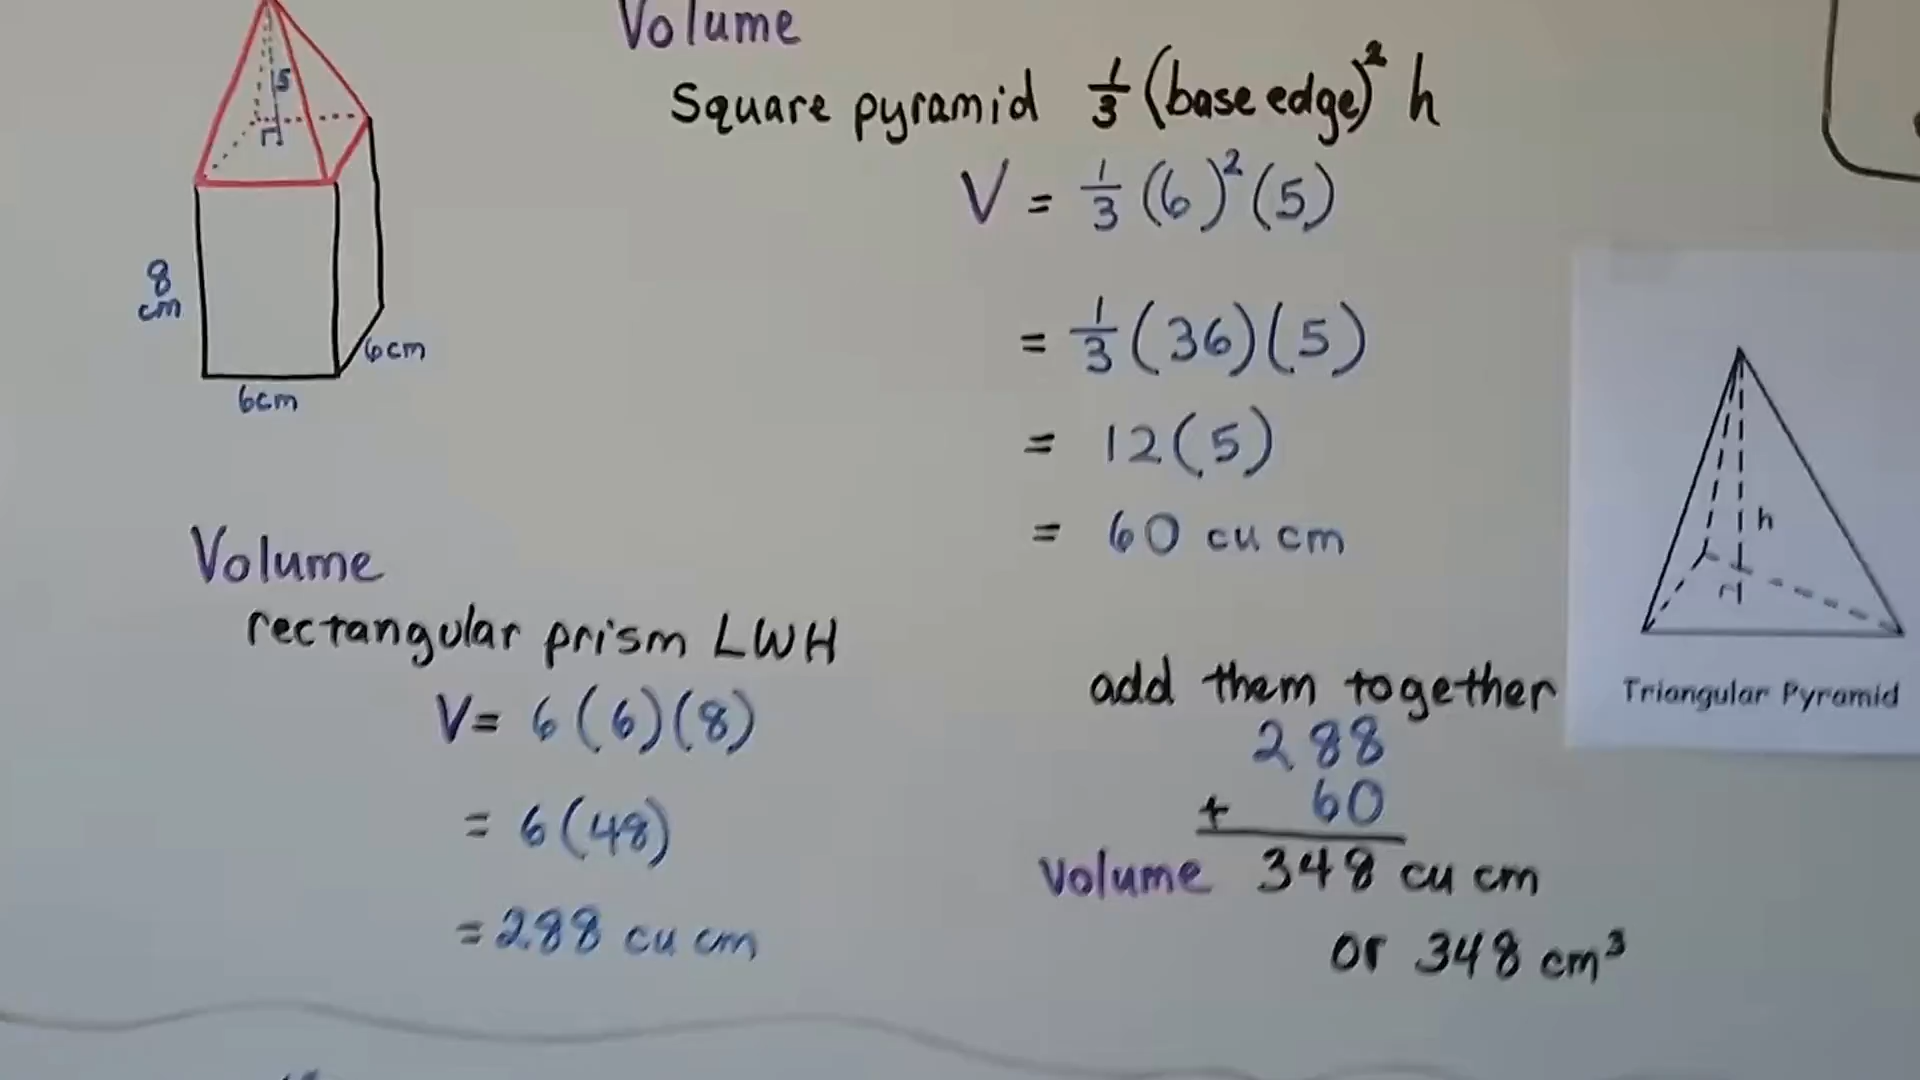 Volume
Square pyramid 1/3 (base edge)² h
V = 1/3 (6)² (5)
= 1/3 (36)(5)
= 12(5)
= 60 cu cm
5
8
cm
6cm
6cm
Volume
rectangular prism LWH
V= 6(6)(8)
= 6(48)
= 288 cu cm
add them together
288
+ 60
Volume 348 cu cm
or 348 cm³
h
Triangular Pyramid